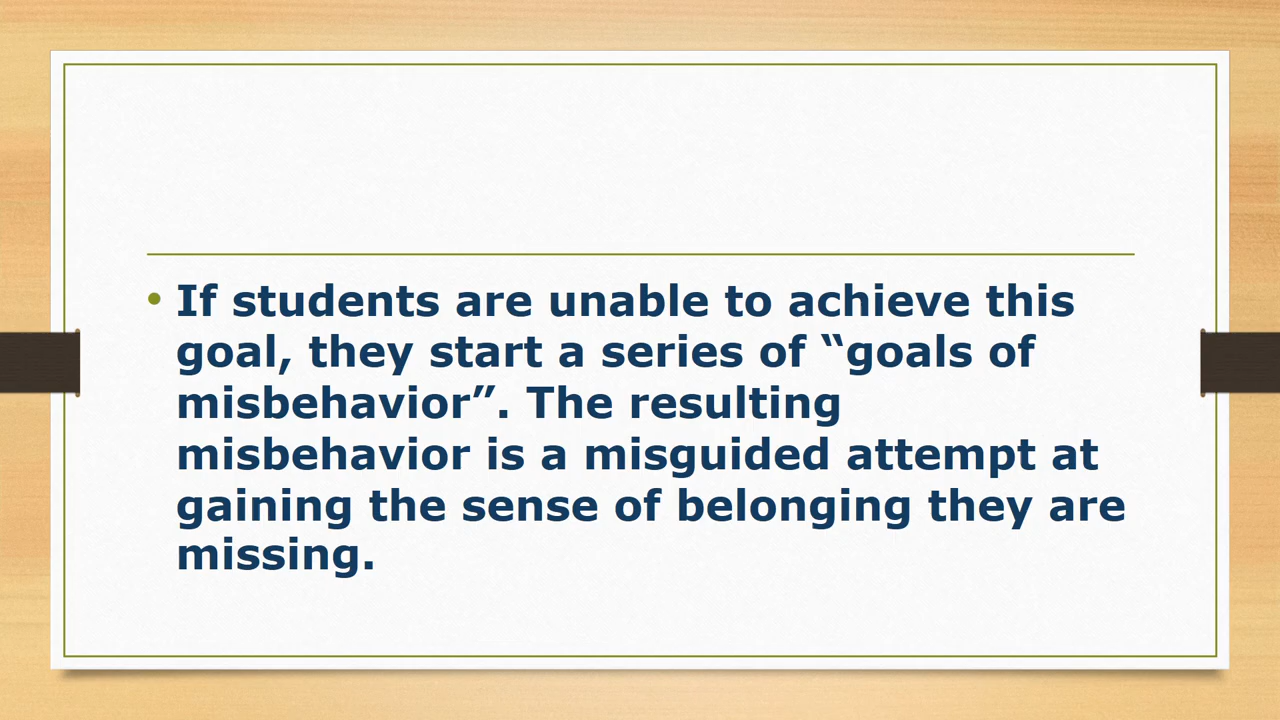 • If students are unable to achieve this
goal, they start a series of “goals of
misbehavior”. The resulting
misbehavior is a misguided attempt at
gaining the sense of belonging they are
missing.